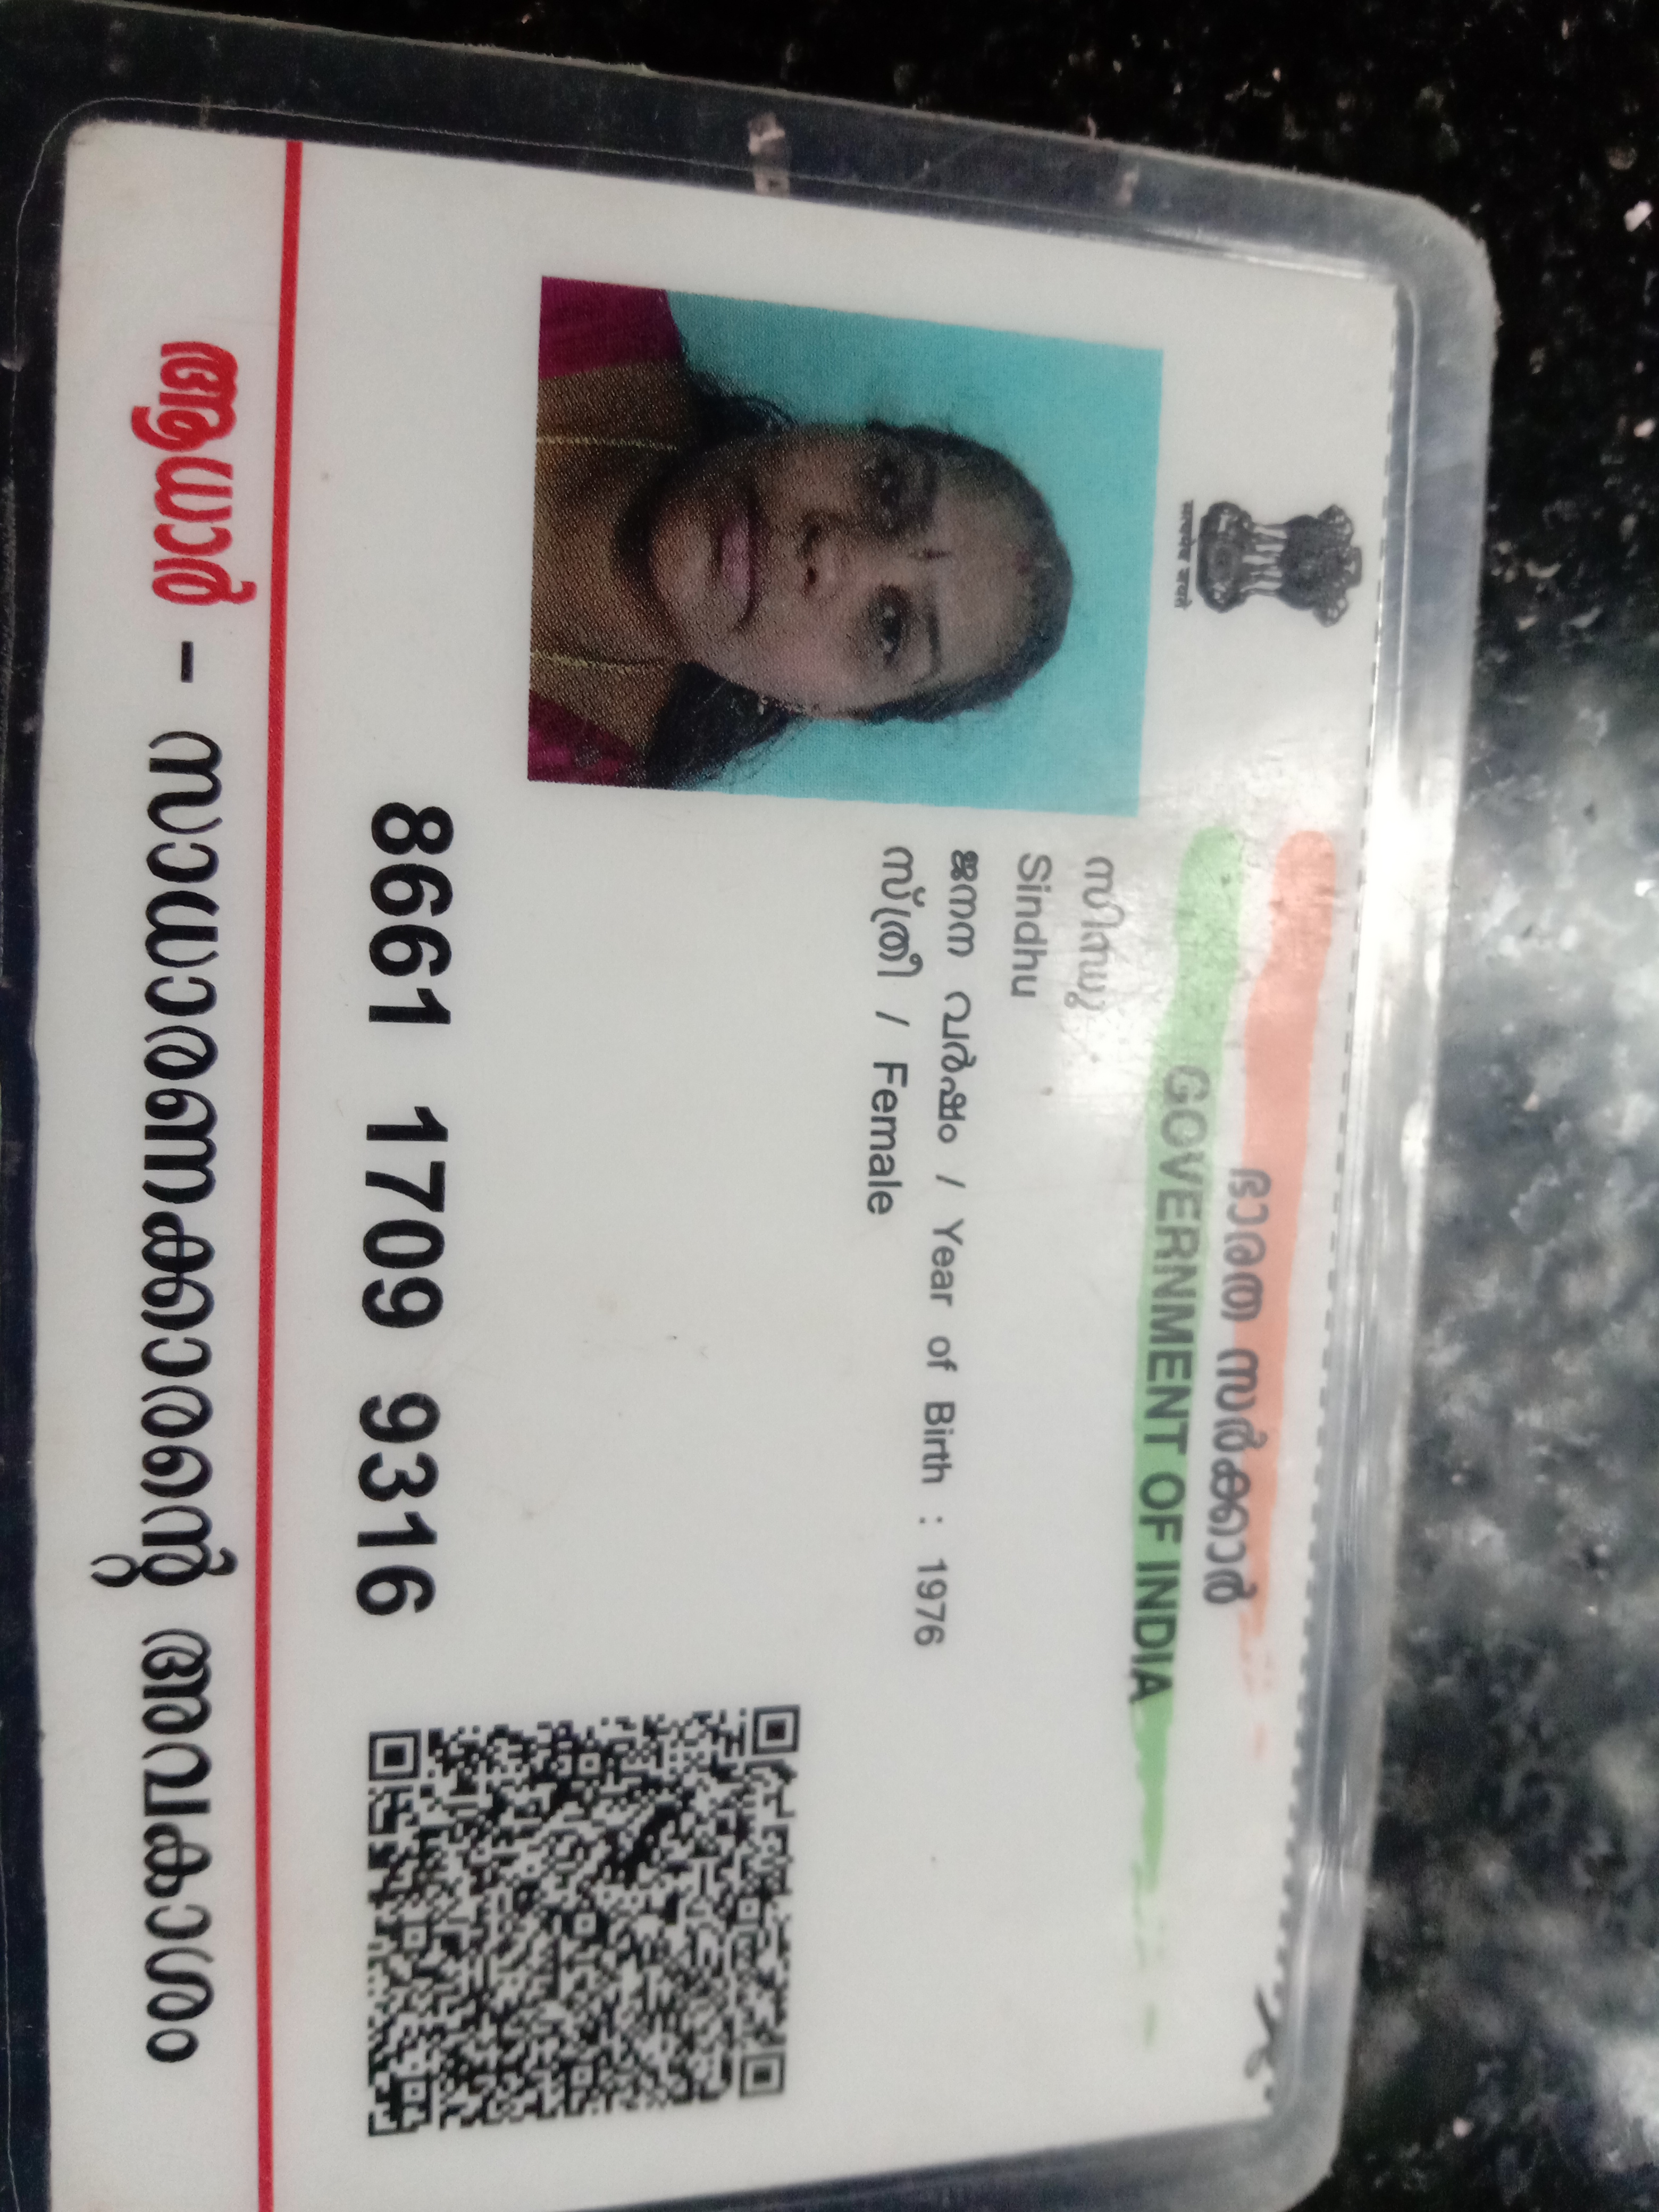 ഭാരത സർക്കാർ
GOVERNMENT OF INDIA
सत्यमेव जयते
സിന്ധു
Sindhu
ജനന വർഷം / Year of Birth : 1976
സ്ത്രീ / Female
8661 1709 9316
ആധാർ - സാധാരണക്കാരന്റെ അവകാശം